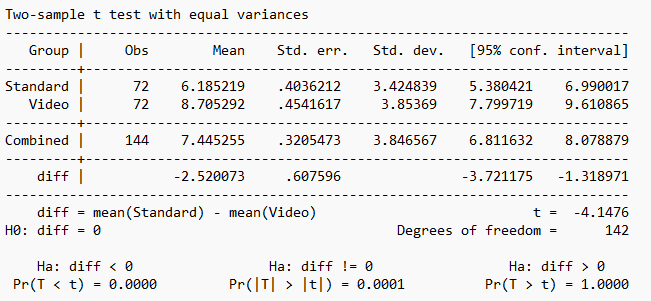 Two-sample t test with equal variances
------------------------------------------------------------------------------
   Group |     Obs        Mean    Std. err.   Std. dev.   [95% conf. interval]
---------+--------------------------------------------------------------------
Standard |      72    6.185219    .4036212    3.424839    5.380421    6.990017
   Video |      72    8.705292    .4541617     3.85369    7.799719    9.610865
---------+--------------------------------------------------------------------
Combined |     144    7.445255    .3205473    3.846567    6.811632    8.078879
---------+--------------------------------------------------------------------
    diff |           -2.520073     .607596               -3.721175   -1.318971
------------------------------------------------------------------------------
    diff = mean(Standard) - mean(Video)                           t =  -4.1476
H0: diff = 0                                     Degrees of freedom =      142

    Ha: diff < 0                 Ha: diff != 0                 Ha: diff > 0
 Pr(T < t) = 0.0000         Pr(|T| > |t|) = 0.0001          Pr(T > t) = 1.0000